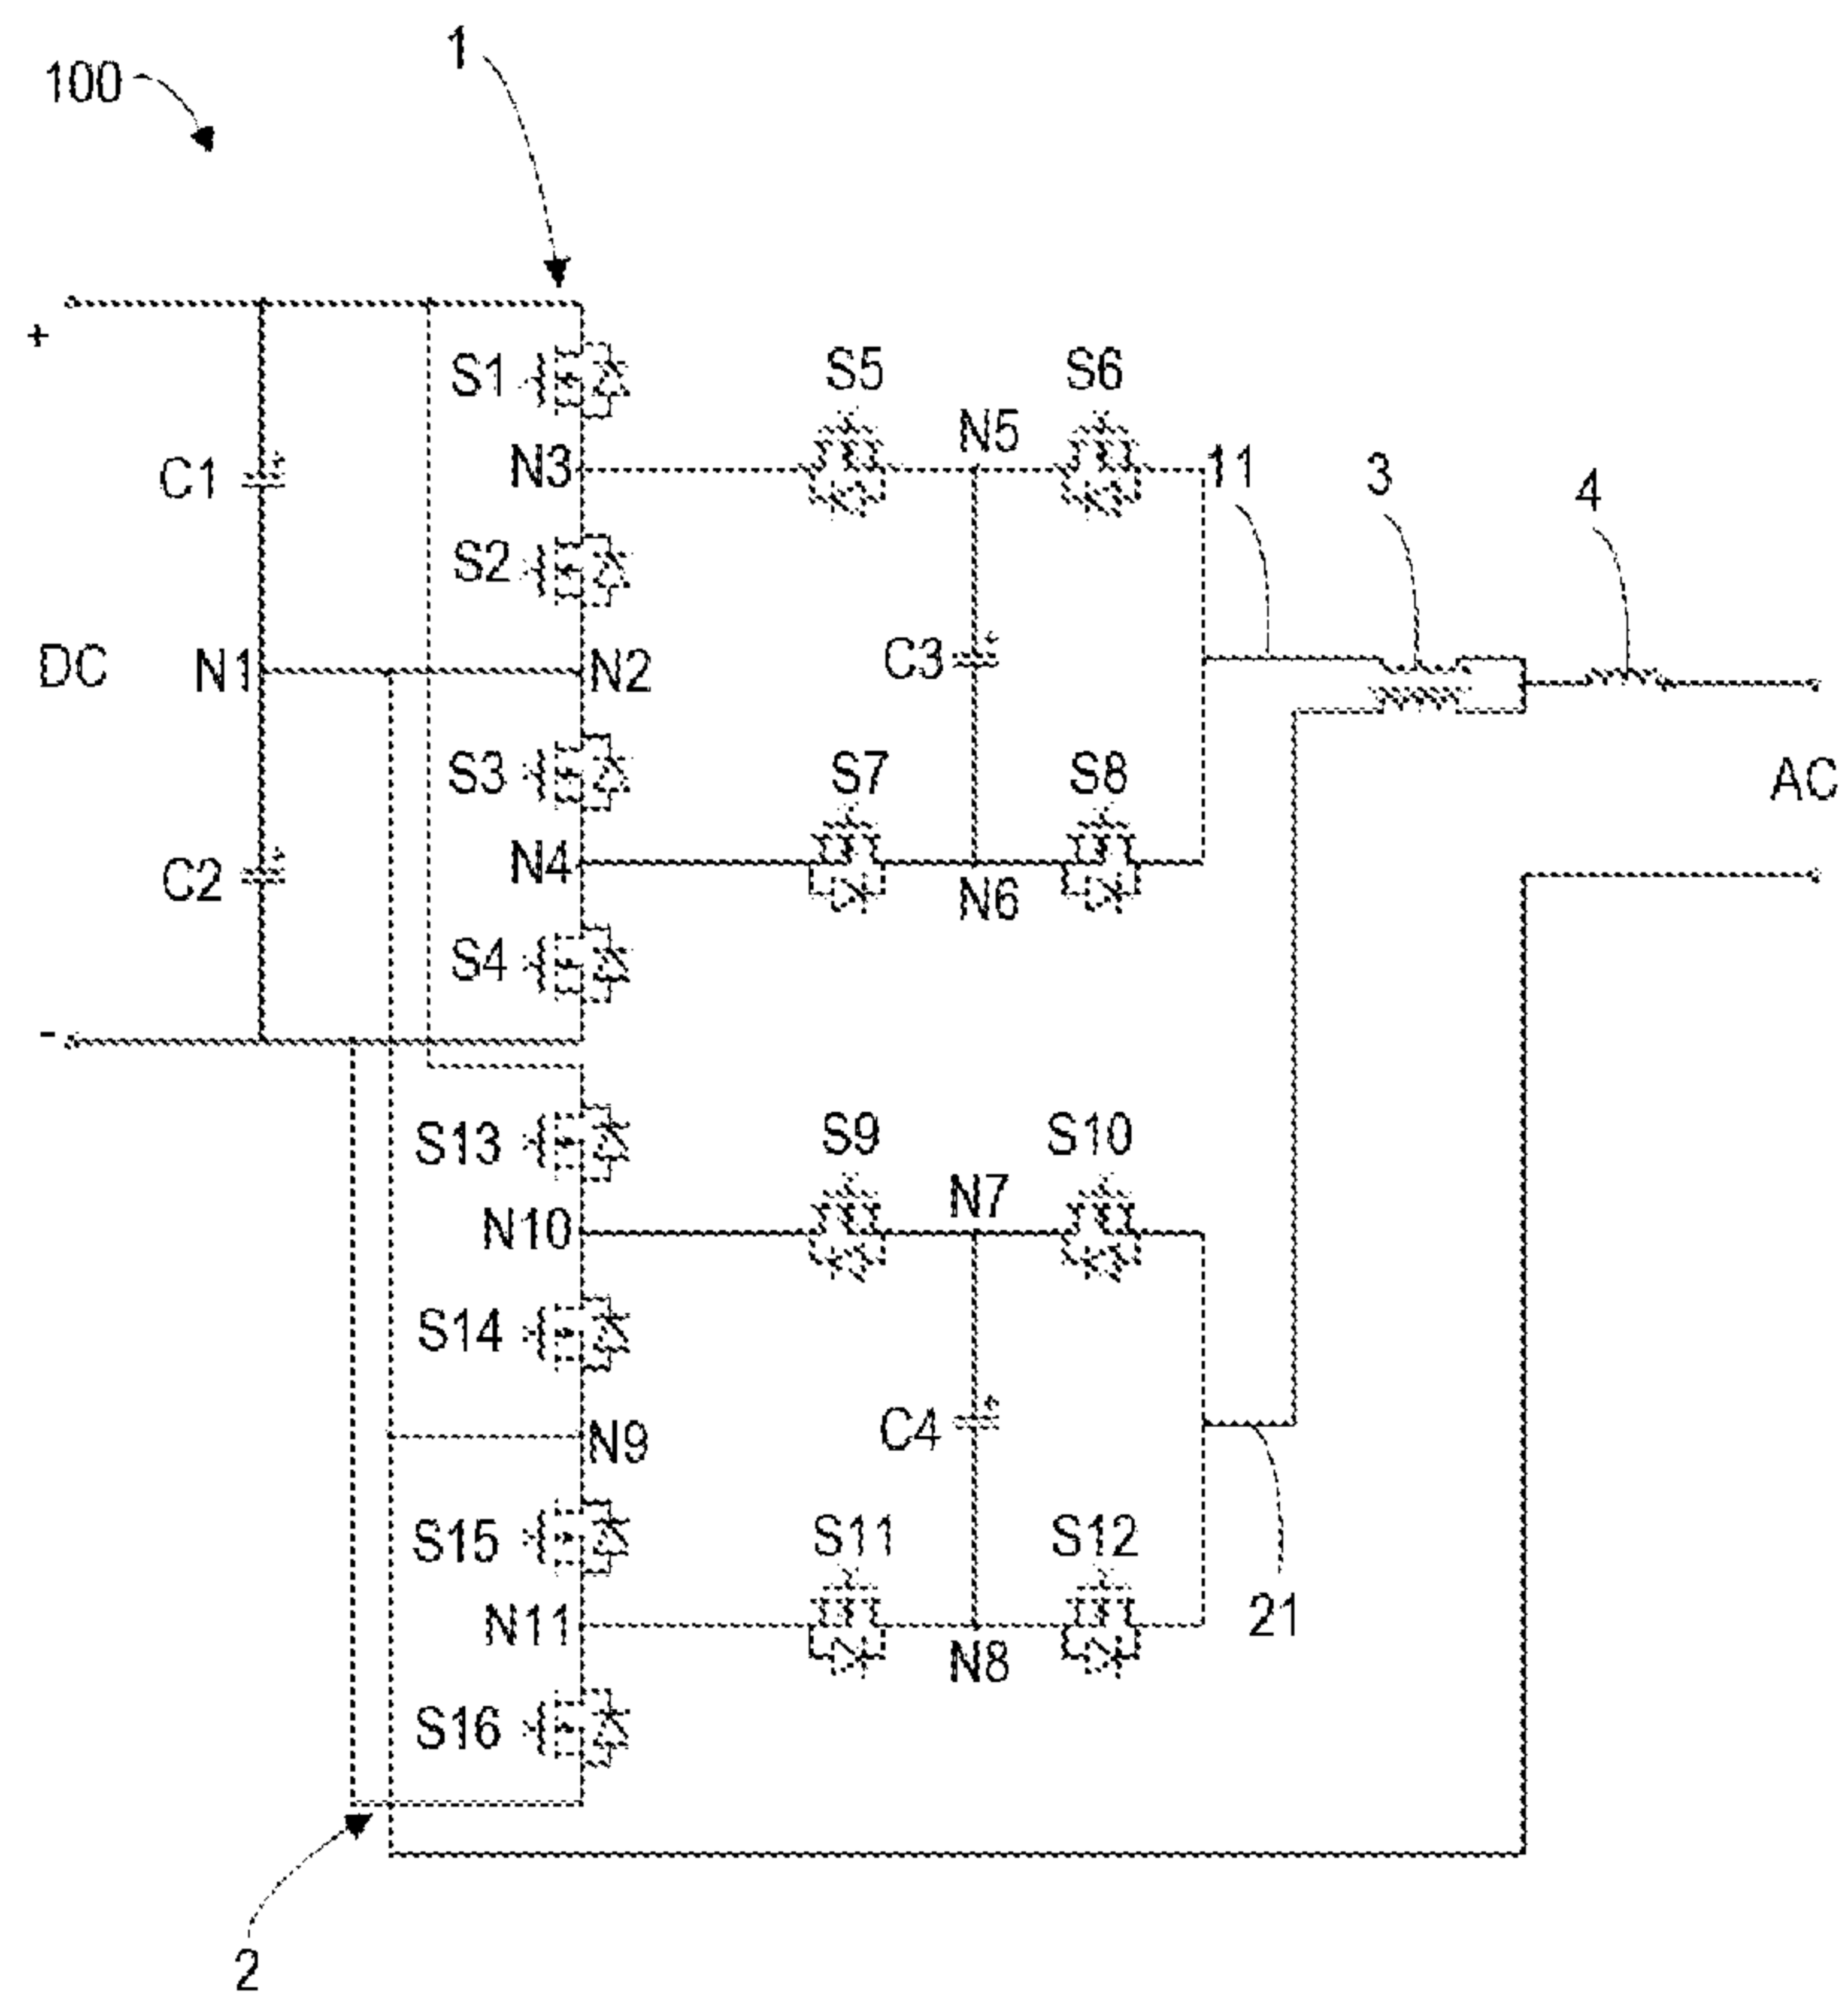 1
100
+
S1
S5
S6
N5
C1
N3
11
3
4
S2
DC
N1
N2
C3
S3
S7
S8
AC
C2
N4
N6
S4
-
S13
S9
S10
N7
N10
S14
C4
N9
S15
S11
S12
N11
21
N8
S16
2